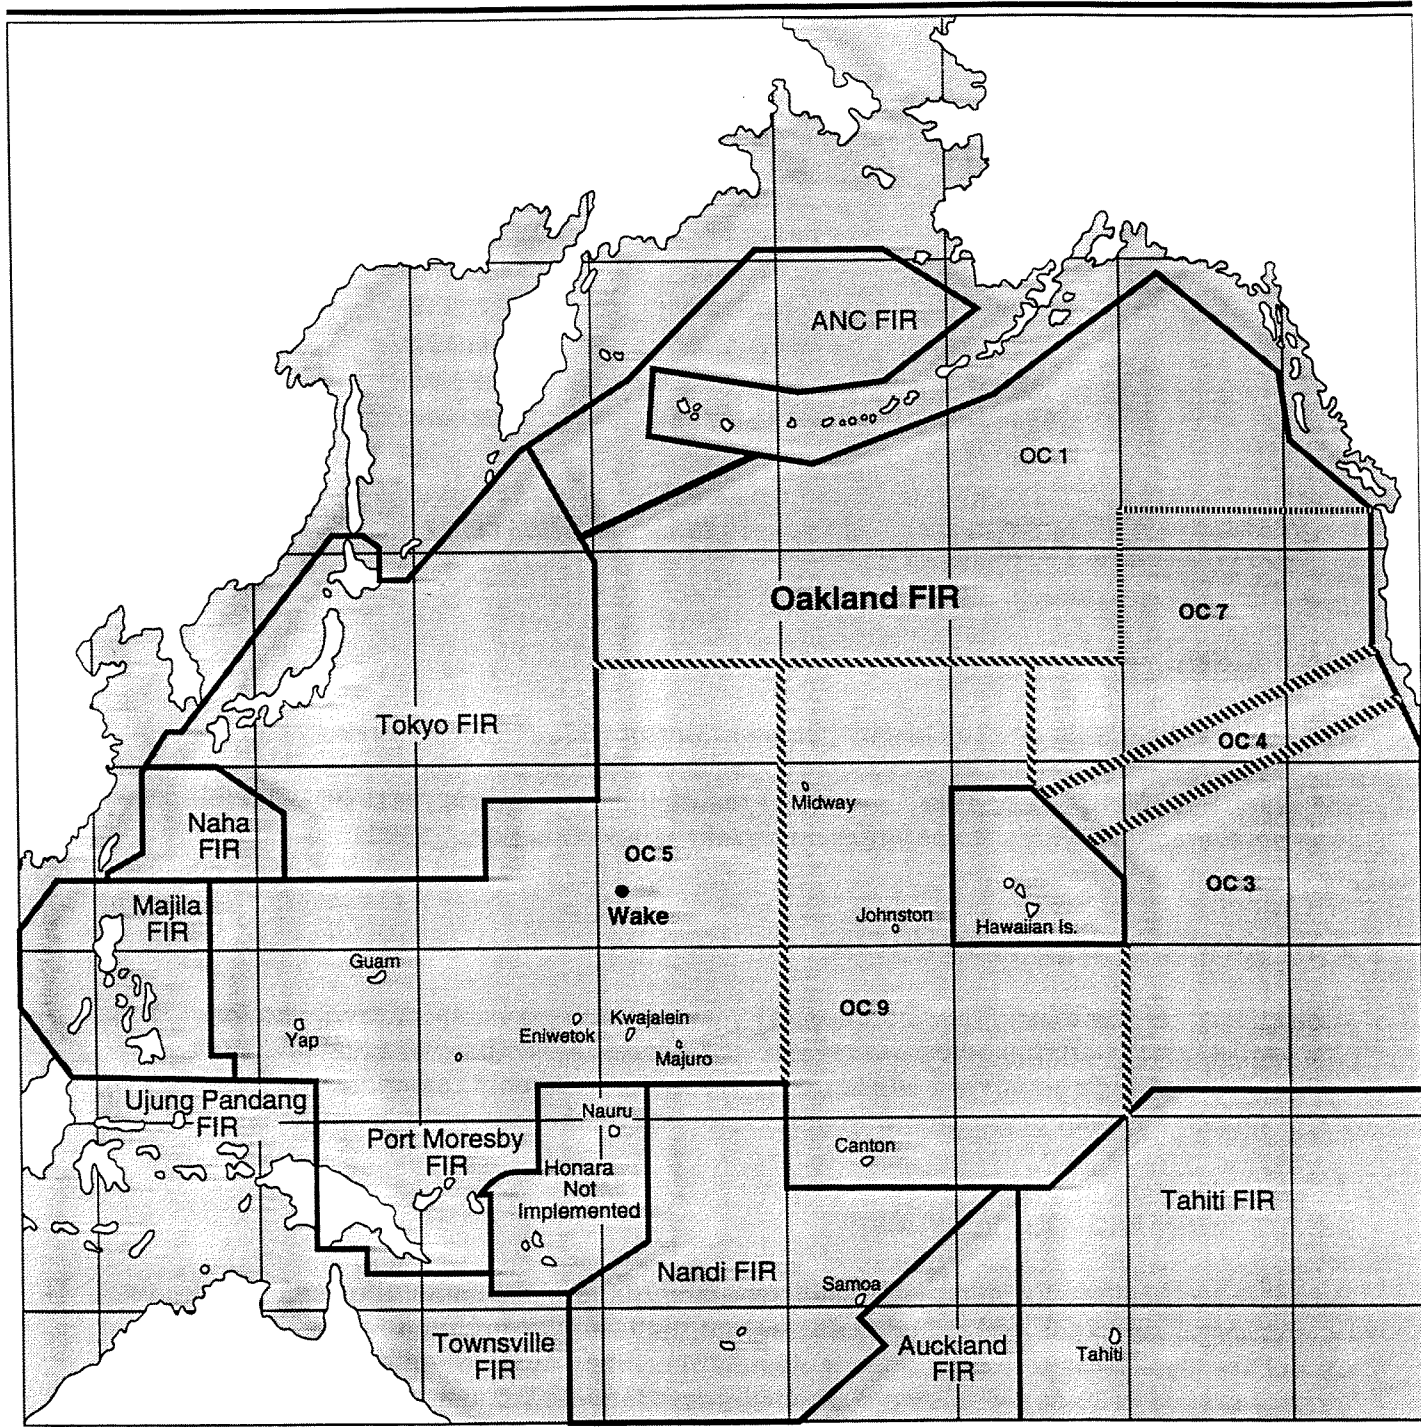 ANC FIR
OC 1
Oakland FIR
OC 7
Tokyo FIR
OC 4
Midway
Naha
FIR
OC 5
Wake
OC 3
Majila
FIR
Johnston
Hawaiian Is.
Guam
OC 9
Yap
Eniwetok
Kwajalein
Majuro
Ujung Pandang
FIR
Nauru
Port Moresby
FIR
Canton
Honara
Not
Implemented
Tahiti FIR
Nandi FIR
Samoa
Townsville
FIR
Auckland
FIR
Tahiti